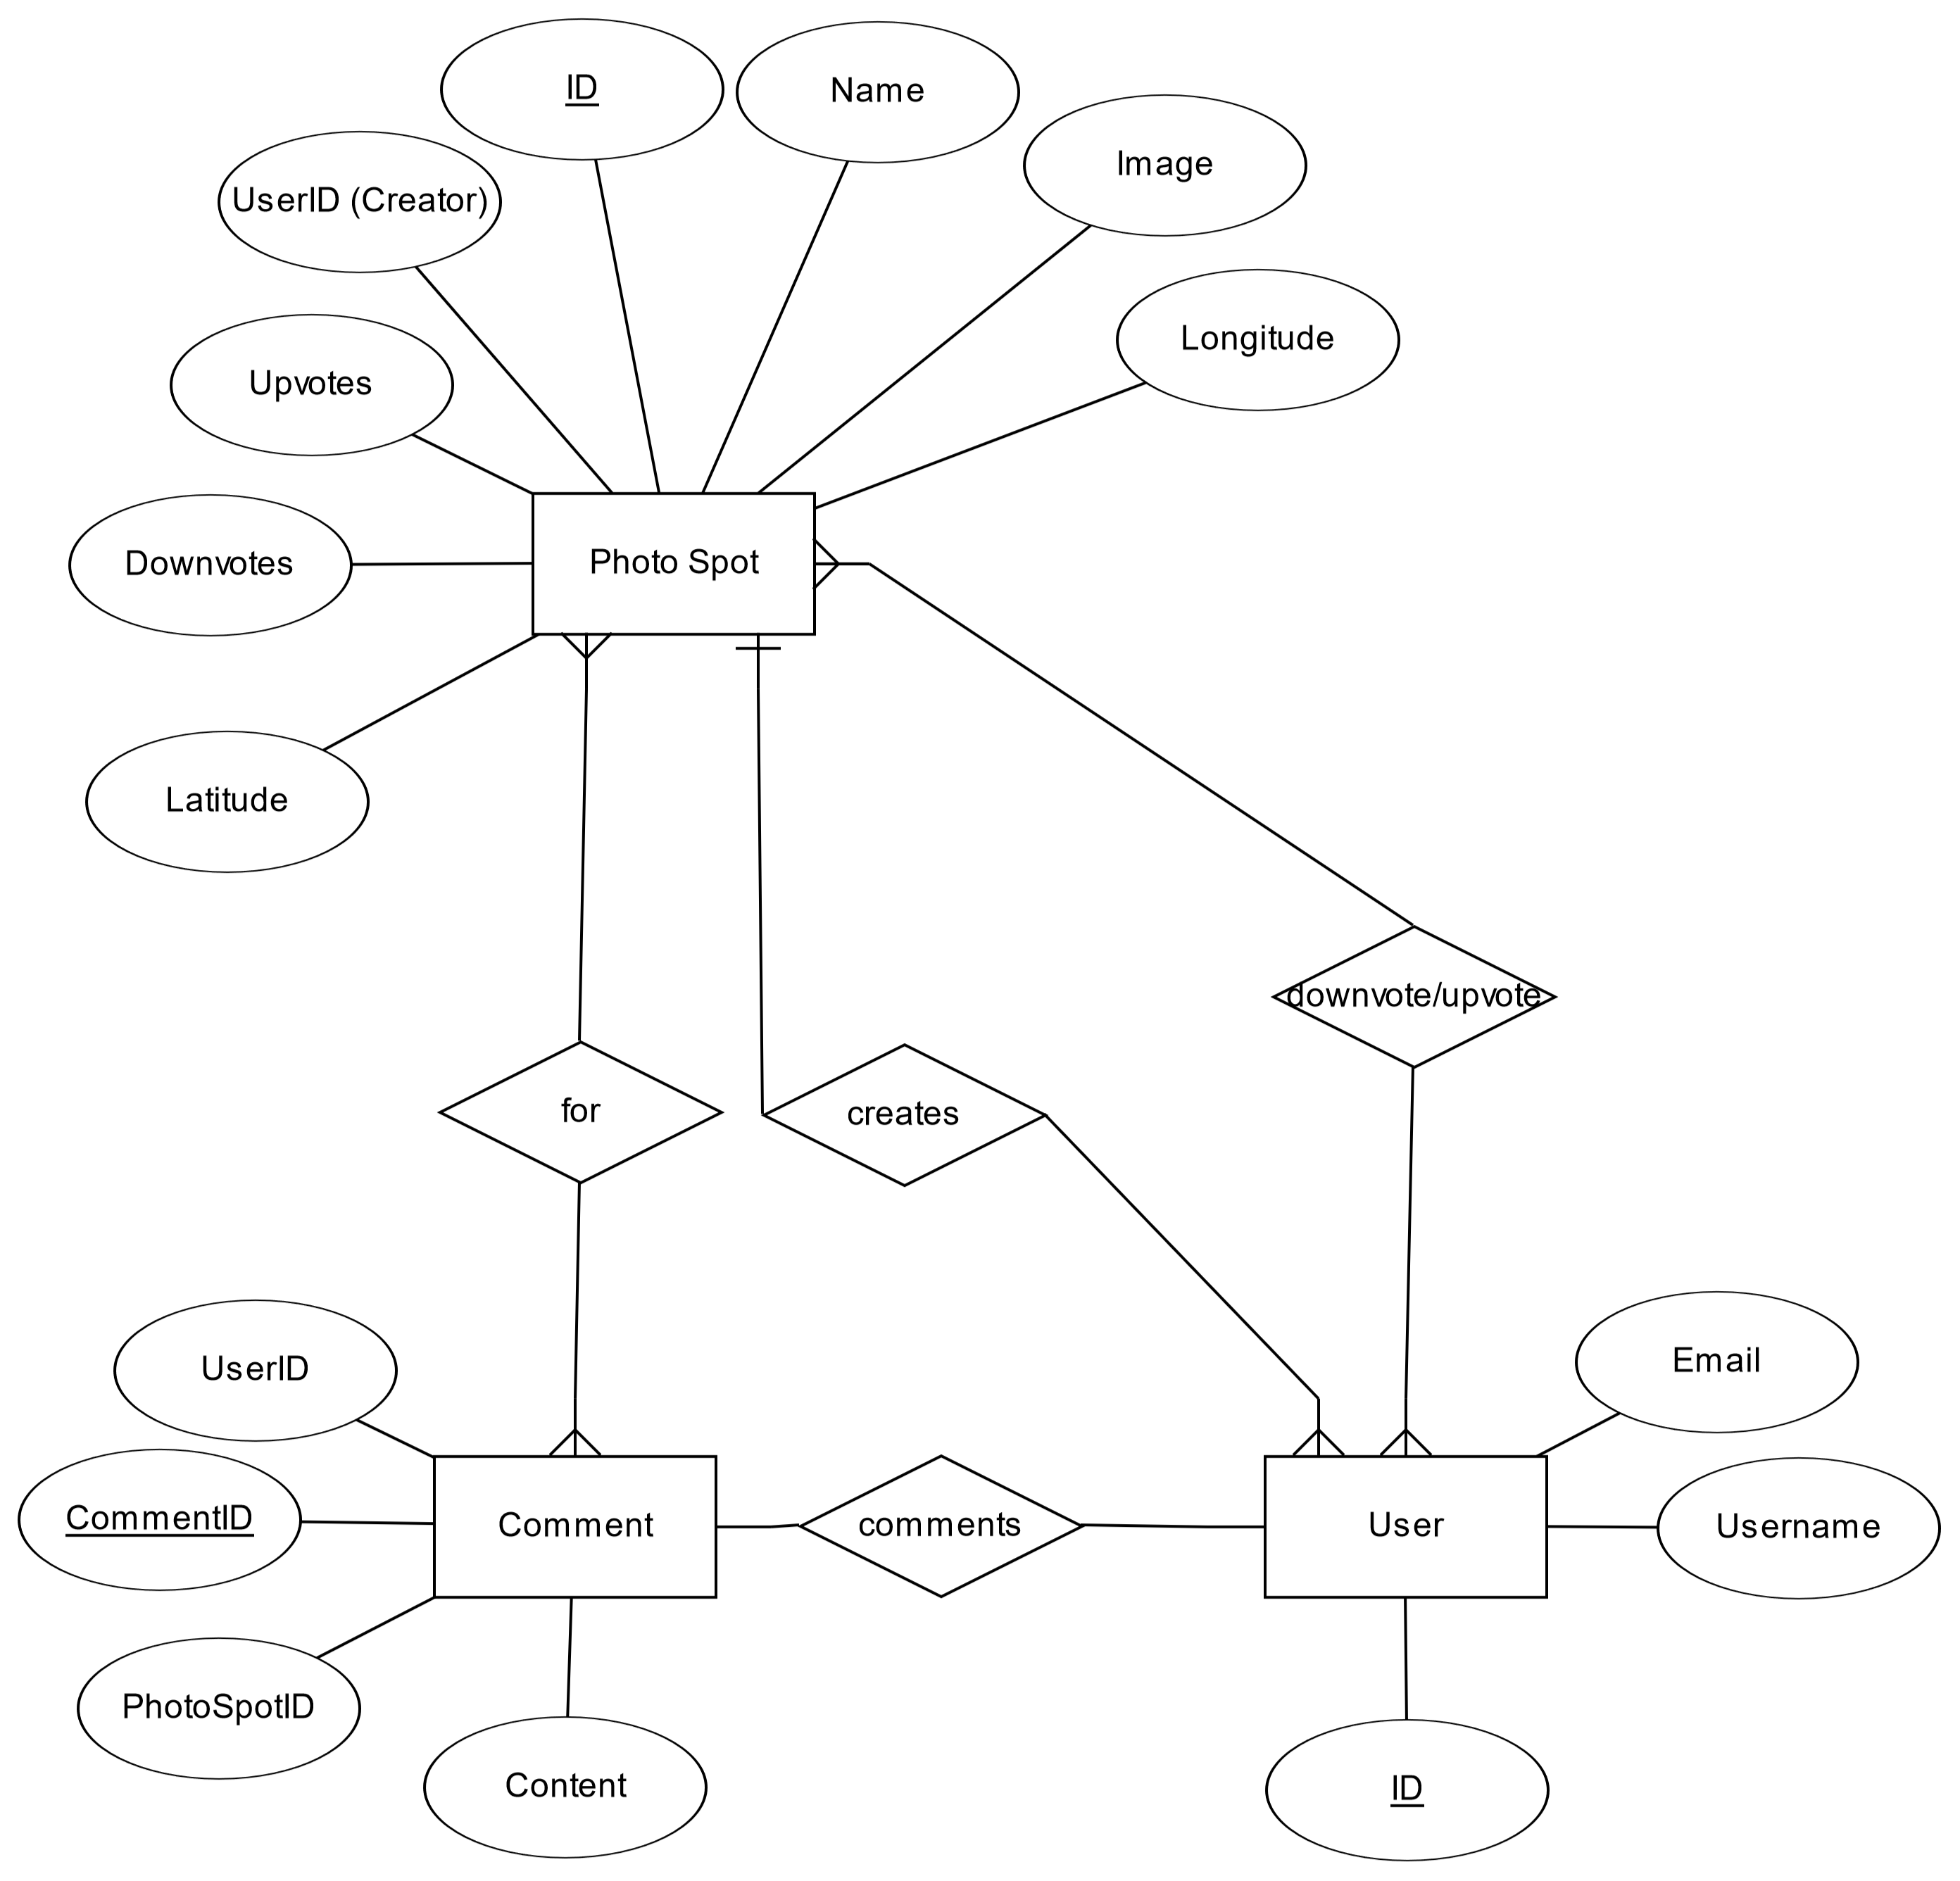 ID
Name
Image
UserID (Creator)
Longitude
Upvotes
Downvotes
Photo Spot
Latitude
downvote/upvote
for
creates
Email
UserID
CommentID
Comment
comments
User
Username
PhotoSpotID
Content
ID